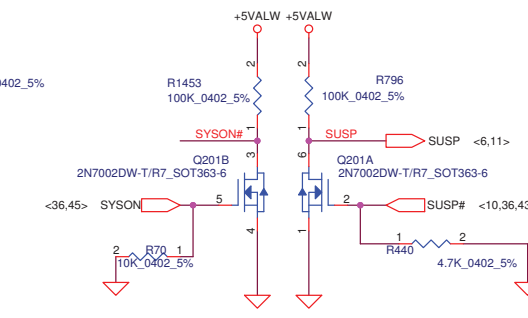 +5VALW +5VALW
0402_5%
2
2
R1453
100K_0402_5%
R796
100K_0402_5%
1
1
SYSON#
SUSP
SUSP <6,11>
3
6
Q201B
2N7002DW-T/R7_SOT363-6
Q201A
2N7002DW-T/R7_SOT363-6
<36,45> SYSON
5
2
SUSP# <10,36,43
4
1
2 R70 1
10K_0402_5%
1 2
R440
4.7K_0402_5%